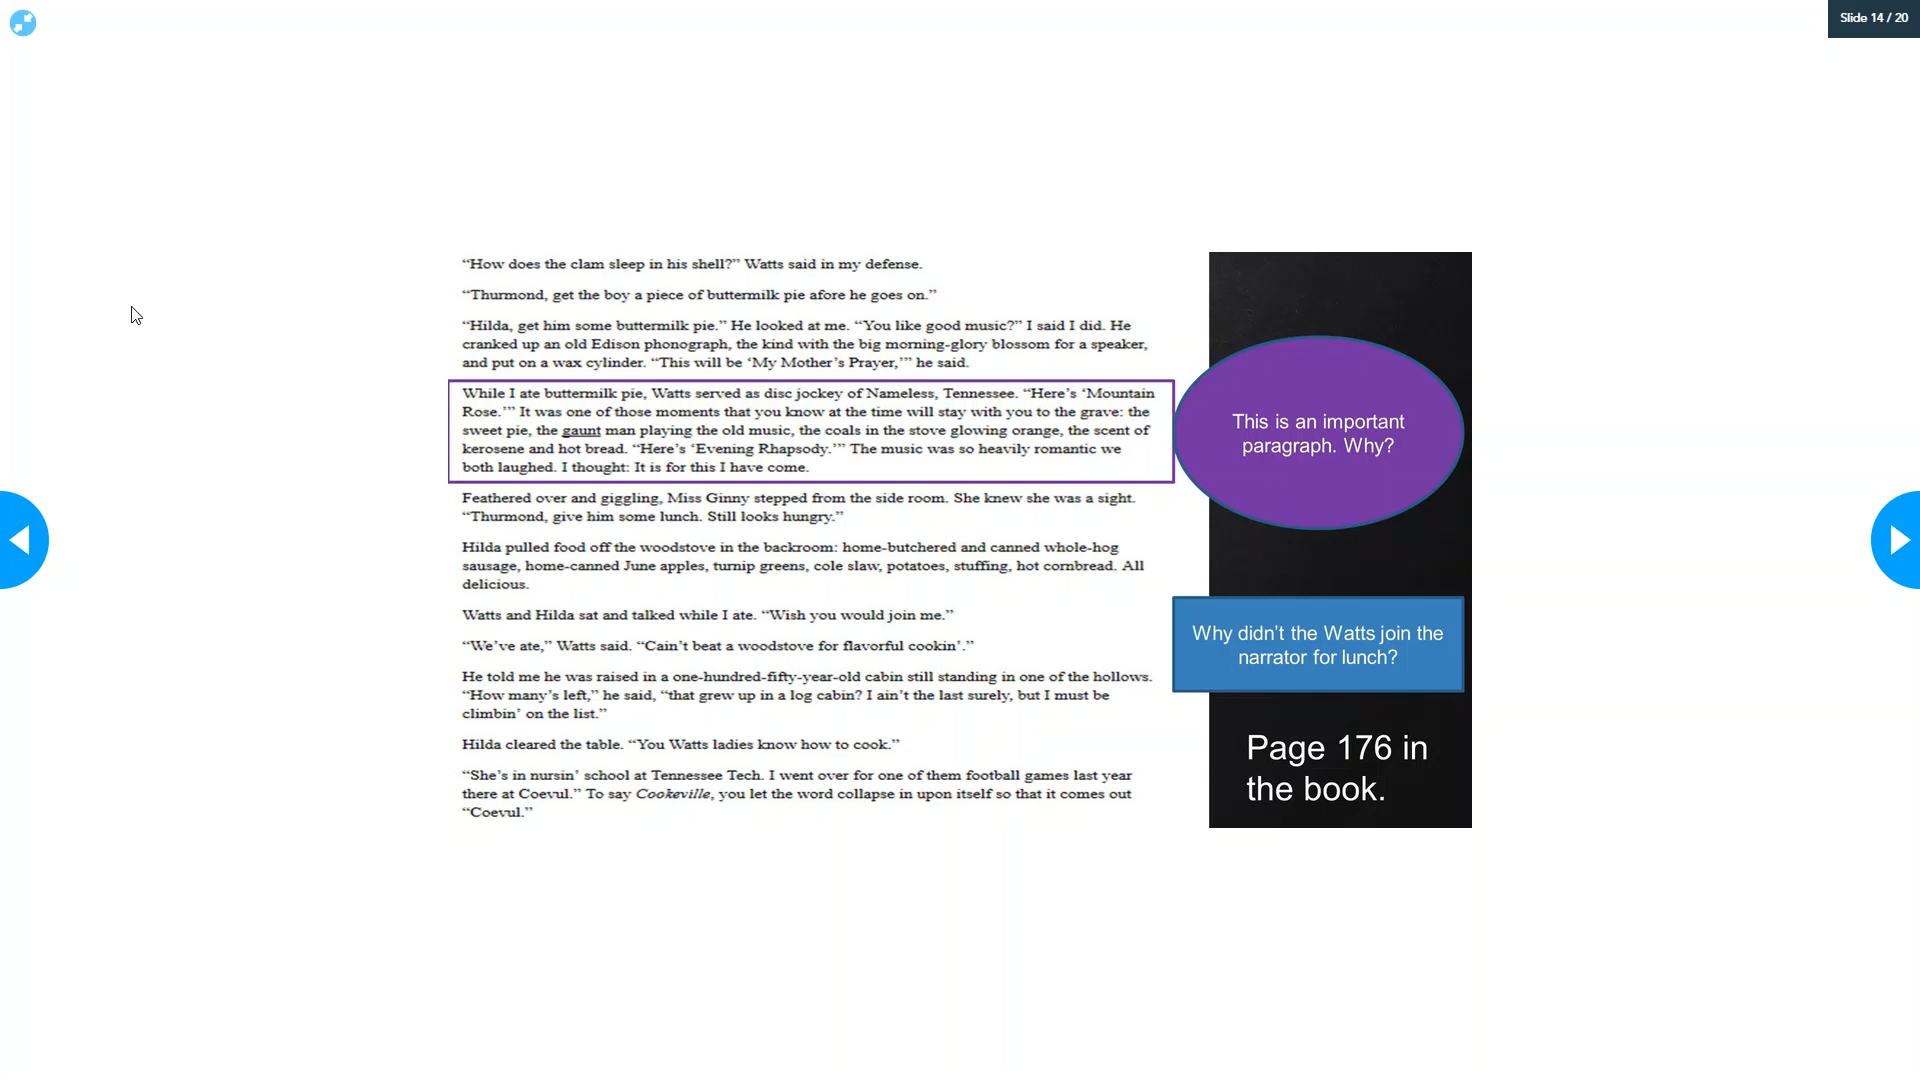 Slide 14 / 20
“How does the clam sleep in his shell?” Watts said in my defense.
“Thurmond, get the boy a piece of buttermilk pie afore he goes on.”
“Hilda, get him some buttermilk pie.” He looked at me. “You like good music?” I said I did. He
cranked up an old Edison phonograph, the kind with the big morning-glory blossom for a speaker,
and put on a wax cylinder. “This will be ‘My Mother’s Prayer,’” he said.
While I ate buttermilk pie, Watts served as disc jockey of Nameless, Tennessee. “Here’s ‘Mountain
Rose.’” It was one of those moments that you know at the time will stay with you to the grave: the
sweet pie, the gaunt man playing the old music, the coals in the stove glowing orange, the scent of
kerosene and hot bread. “Here’s ‘Evening Rhapsody.’” The music was so heavily romantic we
both laughed. I thought: It is for this I have come.
Feathered over and giggling, Miss Ginny stepped from the side room. She knew she was a sight.
“Thurmond, give him some lunch. Still looks hungry.”
Hilda pulled food off the woodstove in the backroom: home-butchered and canned whole-hog
sausage, home-canned June apples, turnip greens, cole slaw, potatoes, stuffing, hot cornbread. All
delicious.
Watts and Hilda sat and talked while I ate. “Wish you would join me.”
“We’ve ate,” Watts said. “Cain’t beat a woodstove for flavorful cookin’.”
He told me he was raised in a one-hundred-fifty-year-old cabin still standing in one of the hollows.
“How many’s left,” he said, “that grew up in a log cabin? I ain’t the last surely, but I must be
climbin’ on the list.”
Hilda cleared the table. “You Watts ladies know how to cook.”
“She’s in nursin’ school at Tennessee Tech. I went over for one of them football games last year
there at Coevul.” To say Cookeville, you let the word collapse in upon itself so that it comes out
“Coevul.”
This is an important
paragraph. Why?
Why didn’t the Watts join the
narrator for lunch?
Page 176 in
the book.